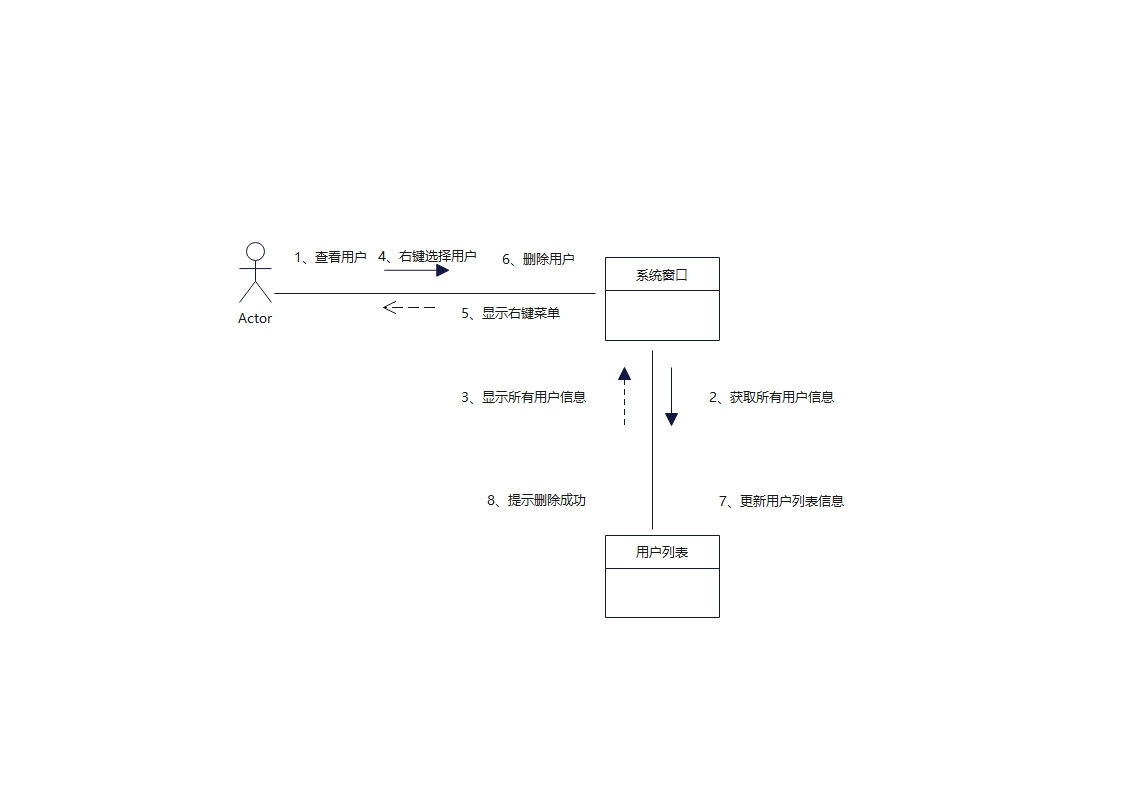 1、查看用户
4、右键选择用户
6、删除用户
系统窗口
Actor
5、显示右键菜单
3、显示所有用户信息
2、获取所有用户信息
8、提示删除成功
7、更新用户列表信息
用户列表